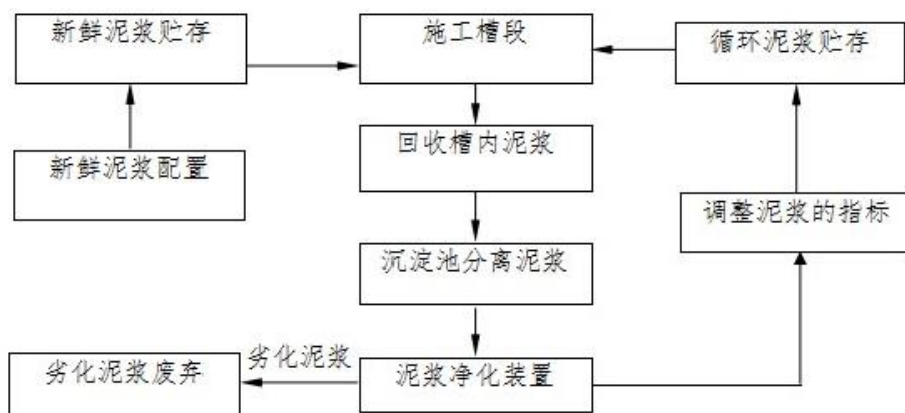 新鲜泥浆贮存
施工槽段
循环泥浆贮存
回收槽内泥浆
新鲜泥浆配置
调整泥浆的指标
沉淀池分离泥浆
劣化泥浆
劣化泥浆废弃
泥浆净化装置